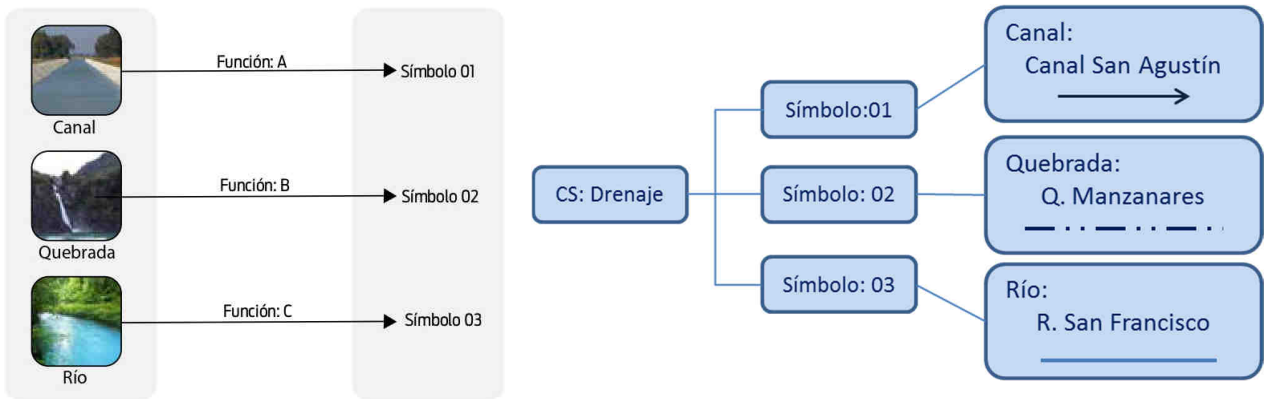 Función: A
Símbolo 01
Canal
Función: B
Símbolo 02
Quebrada
Función: C
Símbolo 03
Río
CS: Drenaje
Símbolo:01
Símbolo: 02
Símbolo: 03
Canal:
Canal San Agustín
Quebrada:
Q. Manzanares
Río:
R. San Francisco